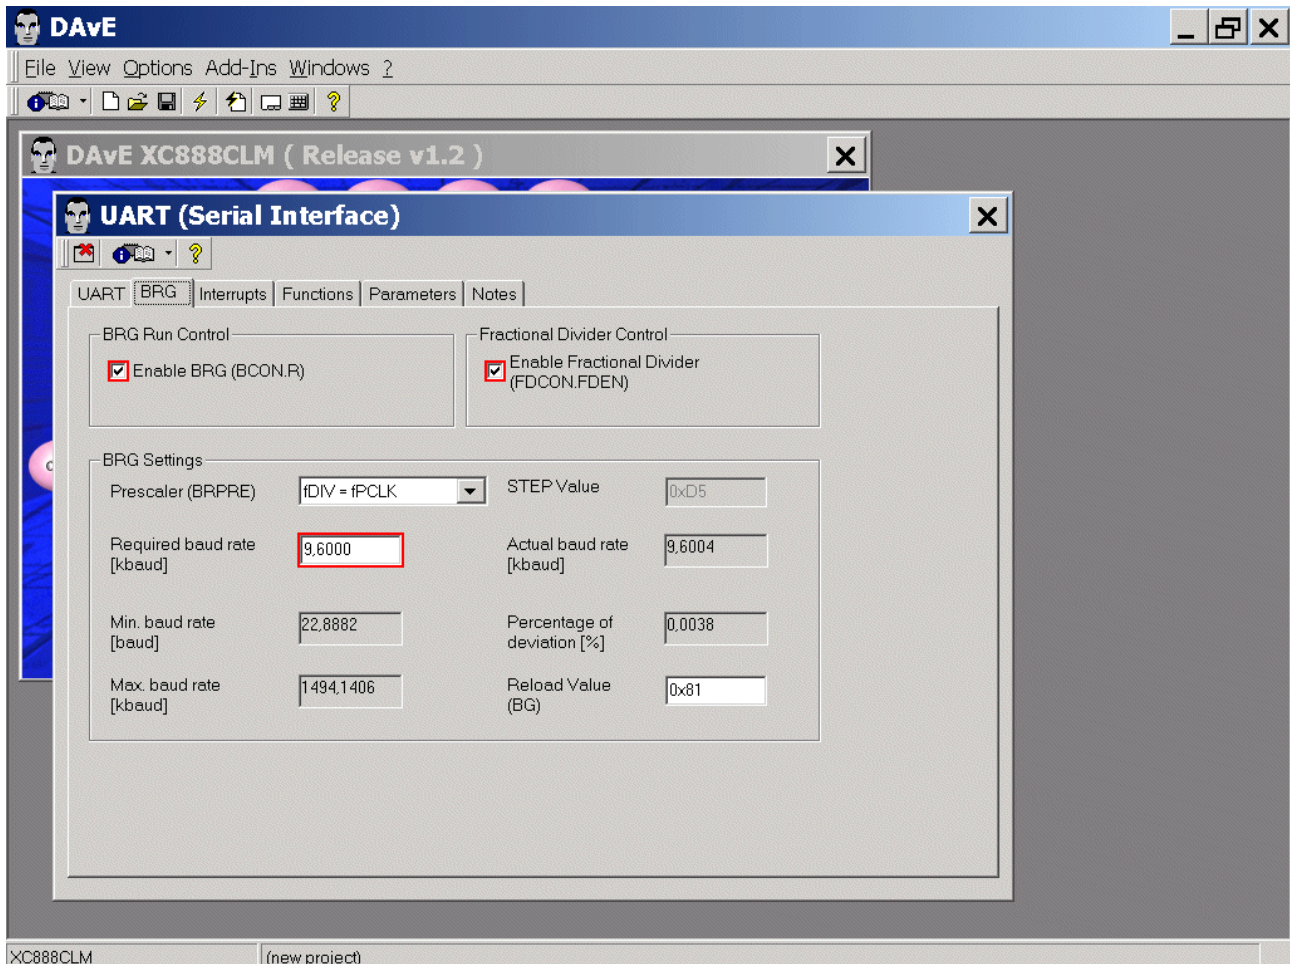 DAvE
File View Options Add-Ins Windows ?
DAvE XC888CLM ( Release v1.2 )
UART (Serial Interface)
UART BRG Interrupts Functions Parameters Notes
BRG Run Control
Enable BRG (BCON.R)
Fractional Divider Control
Enable Fractional Divider
(FDCON.FDEN)
BRG Settings
Prescaler (BRPRE) fDIV = fPCLK STEP Value 0xD5
Required baud rate
[kbaud]
9,6000
Actual baud rate
[kbaud]
9,6004
Min. baud rate
[baud]
22,8882
Percentage of
deviation [%]
0,0038
Max. baud rate
[kbaud]
1494,1406
Reload Value
(BG)
0x81
XC888CLM (new project)